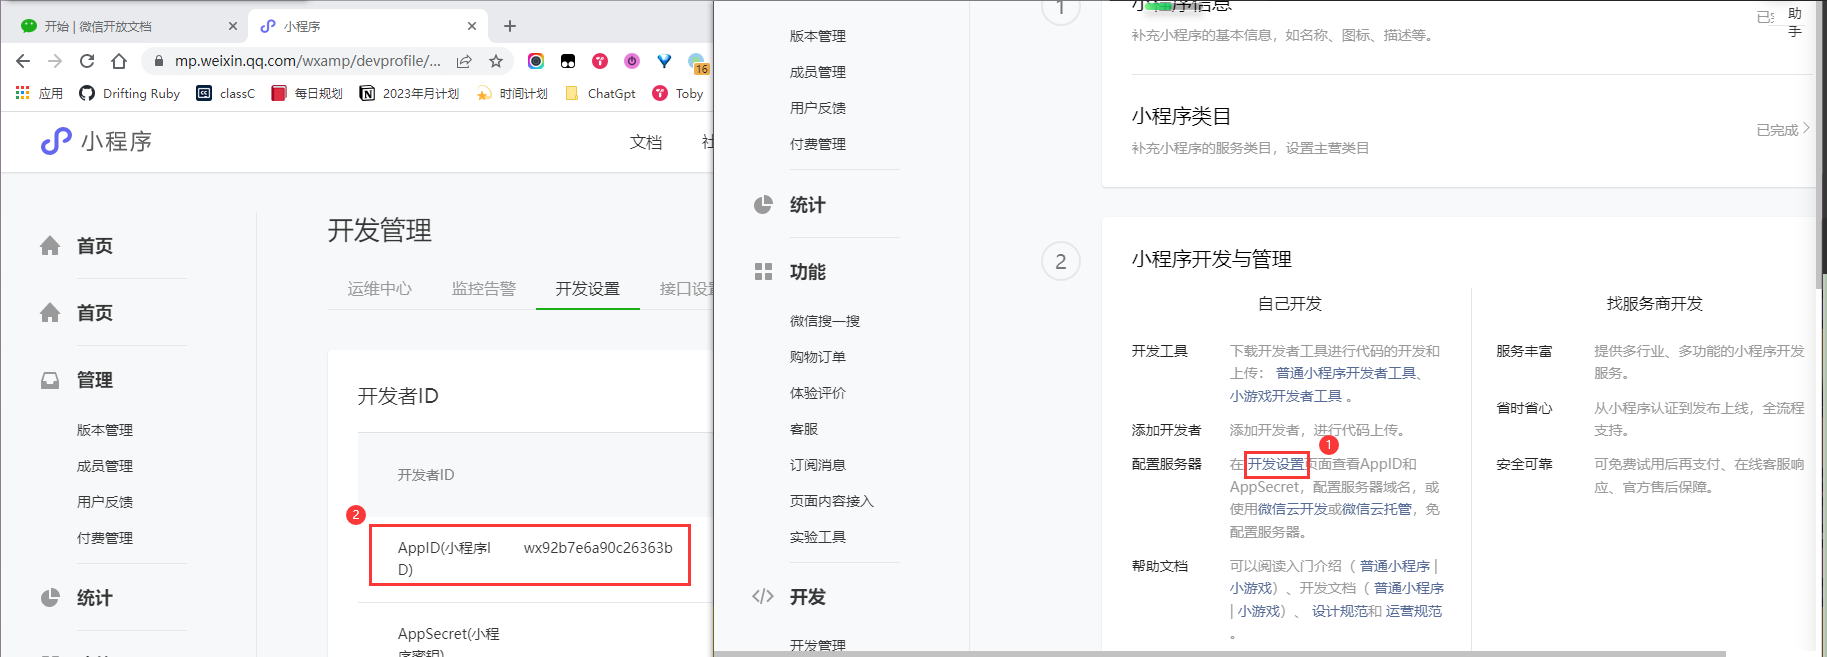 开始 | 微信开放文档
小程序
mp.weixin.qq.com/wxamp/devprofile/...
16
应用
Drifting Ruby
classC
每日规划
2023年月计划
时间计划
ChatGpt
Toby
小程序
文档
社
首页
首页
管理
版本管理
成员管理
用户反馈
付费管理
统计
开发管理
运维中心
监控告警
开发设置
接口设置
开发者ID
开发者ID
2
AppID(小程序I
D)
wx92b7e6a90c26363b
AppSecret(小程
序密钥)
版本管理
成员管理
用户反馈
付费管理
统计
功能
微信搜一搜
购物订单
体验评价
客服
订阅消息
页面内容接入
实验工具
开发
开发管理
1
小程序信息
补充小程序的基本信息，如名称、图标、描述等。
已完
助
手
小程序类目
补充小程序的服务类目，设置主营类目
已完成
2
小程序开发与管理
自己开发
开发工具
下载开发者工具进行代码的开发和
上传： 普通小程序开发者工具、
小游戏开发者工具 。
添加开发者
添加开发者，进行代码上传。
1
配置服务器
在 开发设置页面查看AppID和
AppSecret，配置服务器域名，或
使用微信云开发或微信云托管，免
配置服务器。
帮助文档
可以阅读入门介绍（ 普通小程序 |
小游戏）、开发文档（ 普通小程序
| 小游戏）、 设计规范和 运营规范
。
找服务商开发
服务丰富
提供多行业、多功能的小程序开发
服务。
省时省心
从小程序认证到发布上线，全流程
支持。
安全可靠
可免费试用后再支付、在线客服响
应、官方售后保障。